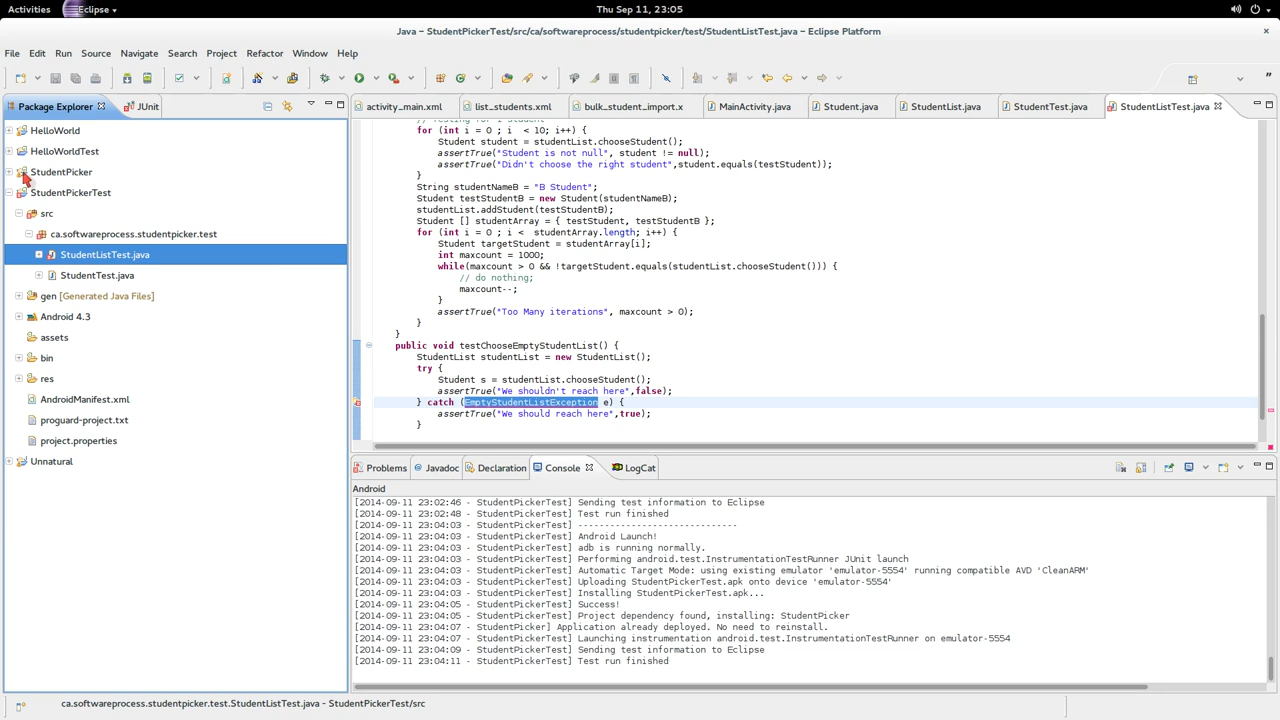 Activities Eclipse Thu Sep 11, 23:05
Java – StudentPickerTest/src/ca/softwareprocess/studentpicker/test/StudentListTest.java – Eclipse Platform
File Edit Run Source Navigate Search Project Refactor Window Help
Package Explorer JUnit
HelloWorld
HelloWorldTest
StudentPicker
StudentPickerTest
src
ca.softwareprocess.studentpicker.test
StudentListTest.java
StudentTest.java
gen [Generated Java Files]
Android 4.3
assets
bin
res
AndroidManifest.xml
proguard-project.txt
project.properties
Unnatural
activity_main.xml list_students.xml bulk_student_import.x MainActivity.java Student.java StudentList.java StudentTest.java StudentListTest.java
// Testing for 1 student
for (int i = 0 ; i < 10; i++) {
Student student = studentList.chooseStudent();
assertTrue("Student is not null", student != null);
assertTrue("Didn't choose the right student",student.equals(testStudent));
}
String studentNameB = "B Student";
Student testStudentB = new Student(studentNameB);
studentList.addStudent(testStudentB);
Student [] studentArray = { testStudent, testStudentB };
for (int i = 0 ; i < studentArray.length; i++) {
Student targetStudent = studentArray[i];
int maxcount = 1000;
while(maxcount > 0 && !targetStudent.equals(studentList.chooseStudent())) {
// do nothing;
maxcount--;
}
assertTrue("Too Many iterations", maxcount > 0);
}
}
public void testChooseEmptyStudentList() {
StudentList studentList = new StudentList();
try {
Student s = studentList.chooseStudent();
assertTrue("We shouldn't reach here",false);
} catch (EmptyStudentListException e) {
assertTrue("We should reach here",true);
}
Problems Javadoc Declaration Console LogCat
Android
[2014-09-11 23:02:46 - StudentPickerTest] Sending test information to Eclipse
[2014-09-11 23:02:48 - StudentPickerTest] Test run finished
[2014-09-11 23:04:03 - StudentPickerTest] ------------------------------
[2014-09-11 23:04:03 - StudentPickerTest] Android Launch!
[2014-09-11 23:04:03 - StudentPickerTest] adb is running normally.
[2014-09-11 23:04:03 - StudentPickerTest] Performing android.test.InstrumentationTestRunner JUnit launch
[2014-09-11 23:04:03 - StudentPickerTest] Automatic Target Mode: using existing emulator 'emulator-5554' running compatible AVD 'CleanARM'
[2014-09-11 23:04:03 - StudentPickerTest] Uploading StudentPickerTest.apk onto device 'emulator-5554'
[2014-09-11 23:04:03 - StudentPickerTest] Installing StudentPickerTest.apk...
[2014-09-11 23:04:05 - StudentPickerTest] Success!
[2014-09-11 23:04:05 - StudentPickerTest] Project dependency found, installing: StudentPicker
[2014-09-11 23:04:07 - StudentPicker] Application already deployed. No need to reinstall.
[2014-09-11 23:04:07 - StudentPickerTest] Launching instrumentation android.test.InstrumentationTestRunner on emulator-5554
[2014-09-11 23:04:09 - StudentPickerTest] Sending test information to Eclipse
[2014-09-11 23:04:11 - StudentPickerTest] Test run finished
ca.softwareprocess.studentpicker.test.StudentListTest.java - StudentPickerTest/src